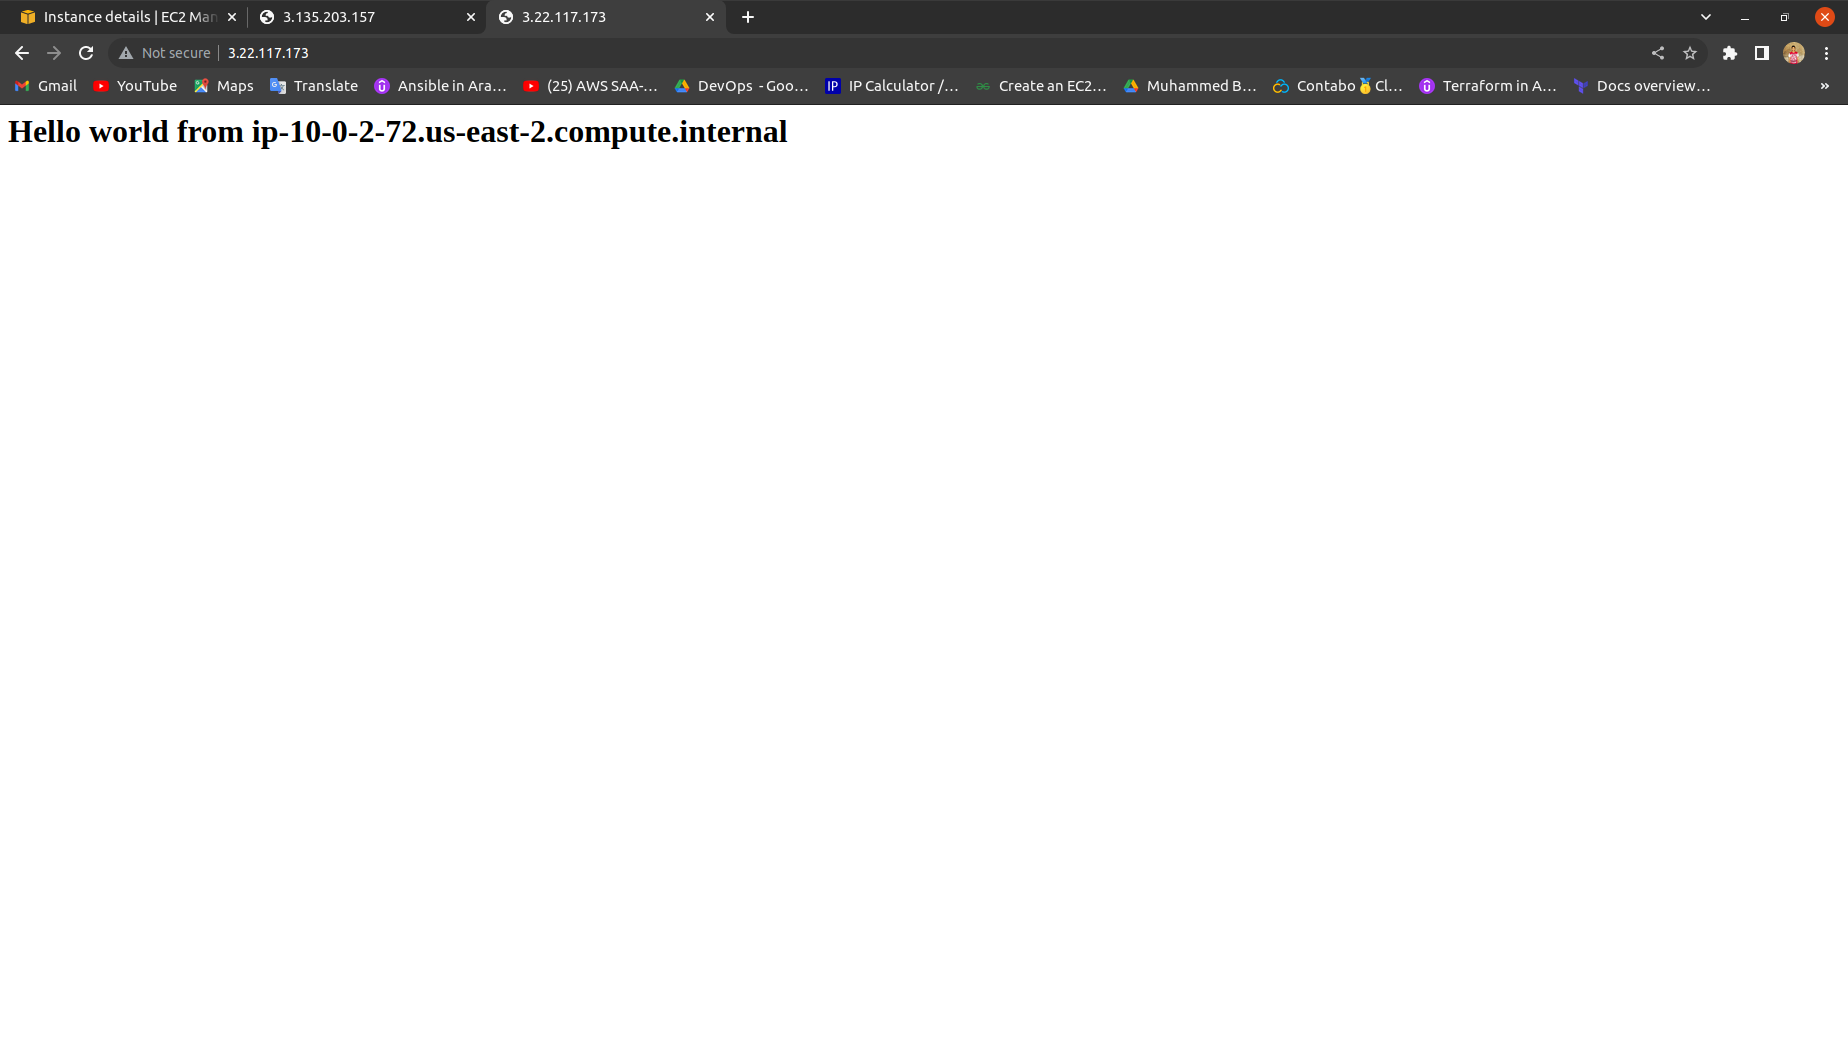 Instance details | EC2 Man
3.135.203.157
3.22.117.173
Not secure
3.22.117.173
Gmail
YouTube
Maps
Translate
Ansible in Ara...
(25) AWS SAA-...
DevOps - Goo...
IP
IP Calculator /...
Create an EC2...
Muhammed B...
Contabo🥇Cl...
Terraform in A...
Docs overview...
»
Hello world from ip-10-0-2-72.us-east-2.compute.internal